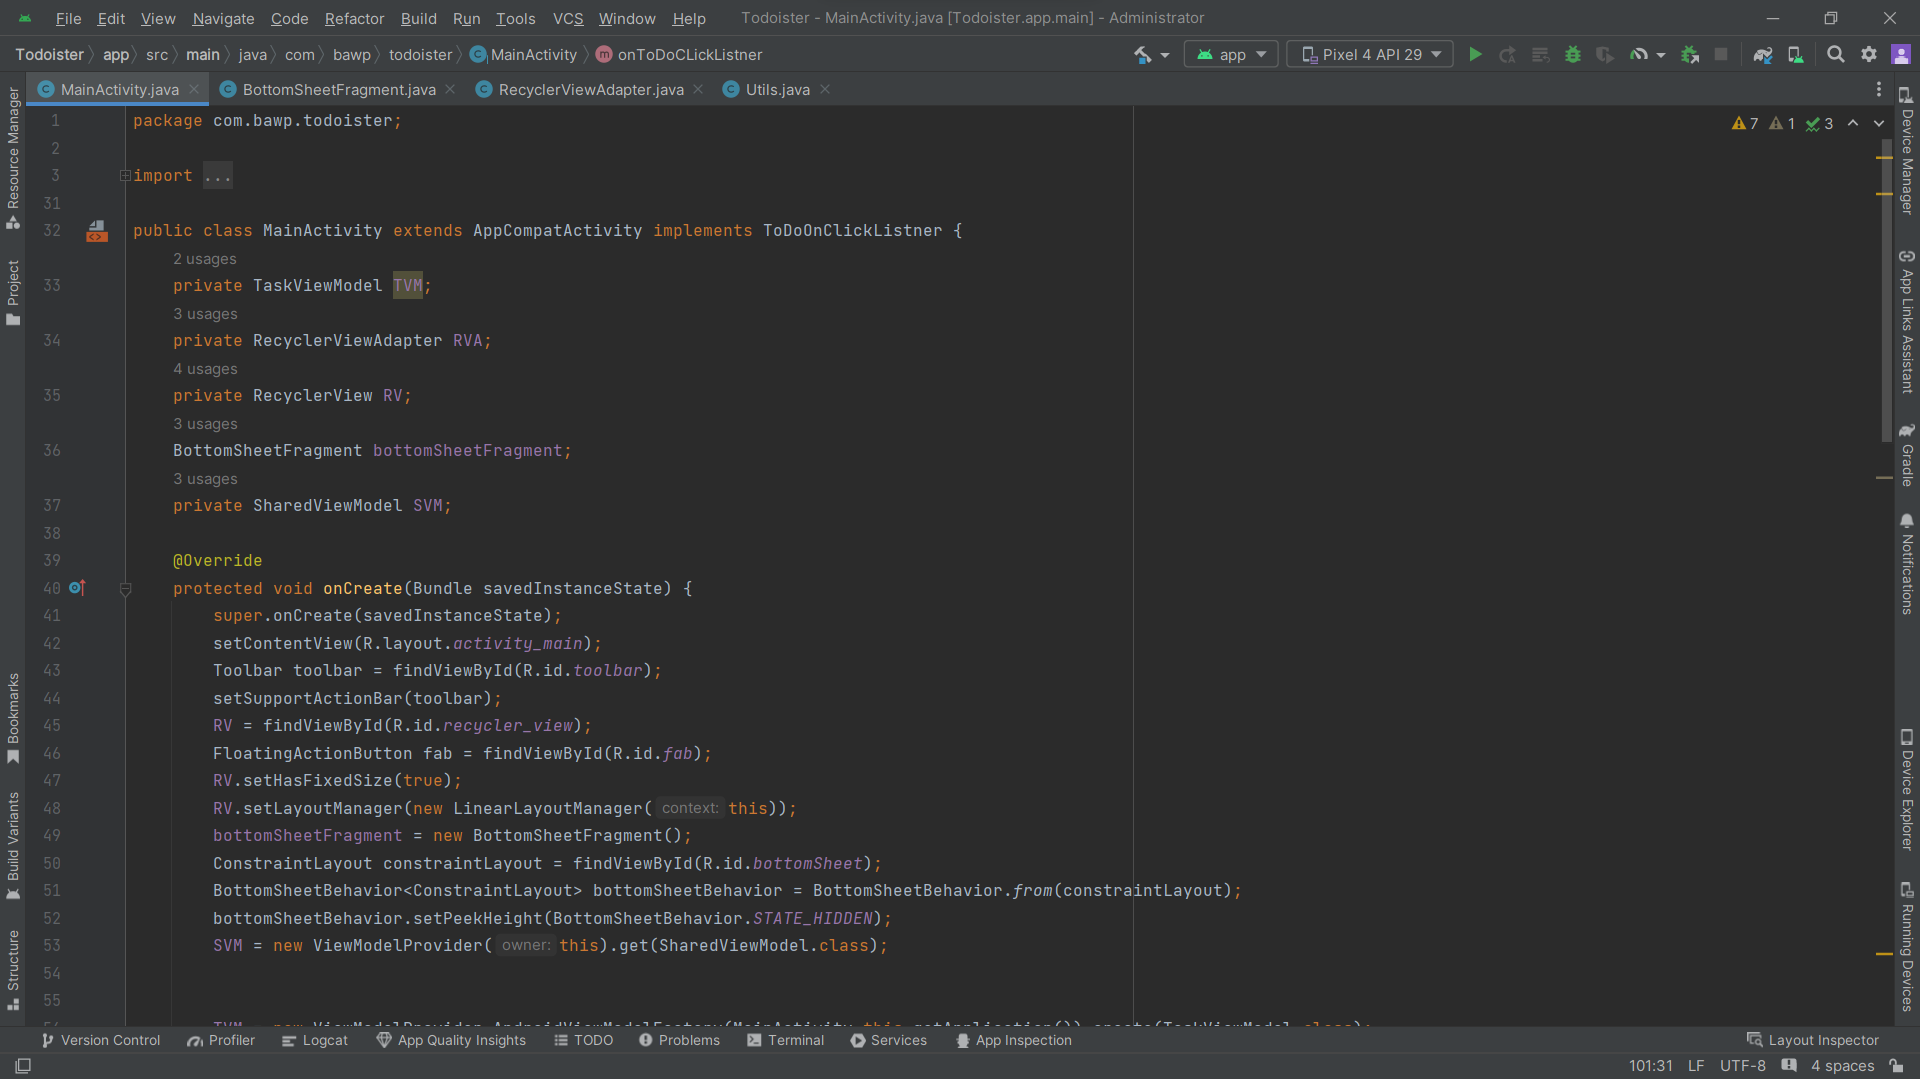 File Edit View Navigate Code Refactor Build Run Tools VCS Window Help Todoister - MainActivity.java [Todoister.app.main] - Administrator
Todoister app src main java com bawp todoister MainActivity onToDoCLickListner app Pixel 4 API 29
MainActivity.java BottomSheetFragment.java RecyclerViewAdapter.java Utils.java
7 1 3
1 package com.bawp.todoister;
2
3 import ...
31
32 public class MainActivity extends AppCompatActivity implements ToDoOnClickListner {
2 usages
33 private TaskViewModel TVM;
3 usages
34 private RecyclerViewAdapter RVA;
4 usages
35 private RecyclerView RV;
3 usages
36 BottomSheetFragment bottomSheetFragment;
3 usages
37 private SharedViewModel SVM;
38
39 @Override
40 protected void onCreate(Bundle savedInstanceState) {
41 super.onCreate(savedInstanceState);
42 setContentView(R.layout.activity_main);
43 Toolbar toolbar = findViewById(R.id.toolbar);
44 setSupportActionBar(toolbar);
45 RV = findViewById(R.id.recycler_view);
46 FloatingActionButton fab = findViewById(R.id.fab);
47 RV.setHasFixedSize(true);
48 RV.setLayoutManager(new LinearLayoutManager( context: this));
49 bottomSheetFragment = new BottomSheetFragment();
50 ConstraintLayout constraintLayout = findViewById(R.id.bottomSheet);
51 BottomSheetBehavior<ConstraintLayout> bottomSheetBehavior = BottomSheetBehavior.from(constraintLayout);
52 bottomSheetBehavior.setPeekHeight(BottomSheetBehavior.STATE_HIDDEN);
53 SVM = new ViewModelProvider( owner: this).get(SharedViewModel.class);
54
55
56 TVM = new ViewModelProvider.AndroidViewModelFactory(MainActivity.this.getApplication()).create(TaskViewModel.class);
Resource Manager
Project
Bookmarks
Build Variants
Structure
Device Manager
App Links Assistant
Gradle
Notifications
Device Explorer
Running Devices
Version Control Profiler Logcat App Quality Insights TODO Problems Terminal Services App Inspection Layout Inspector
101:31 LF UTF-8 4 spaces